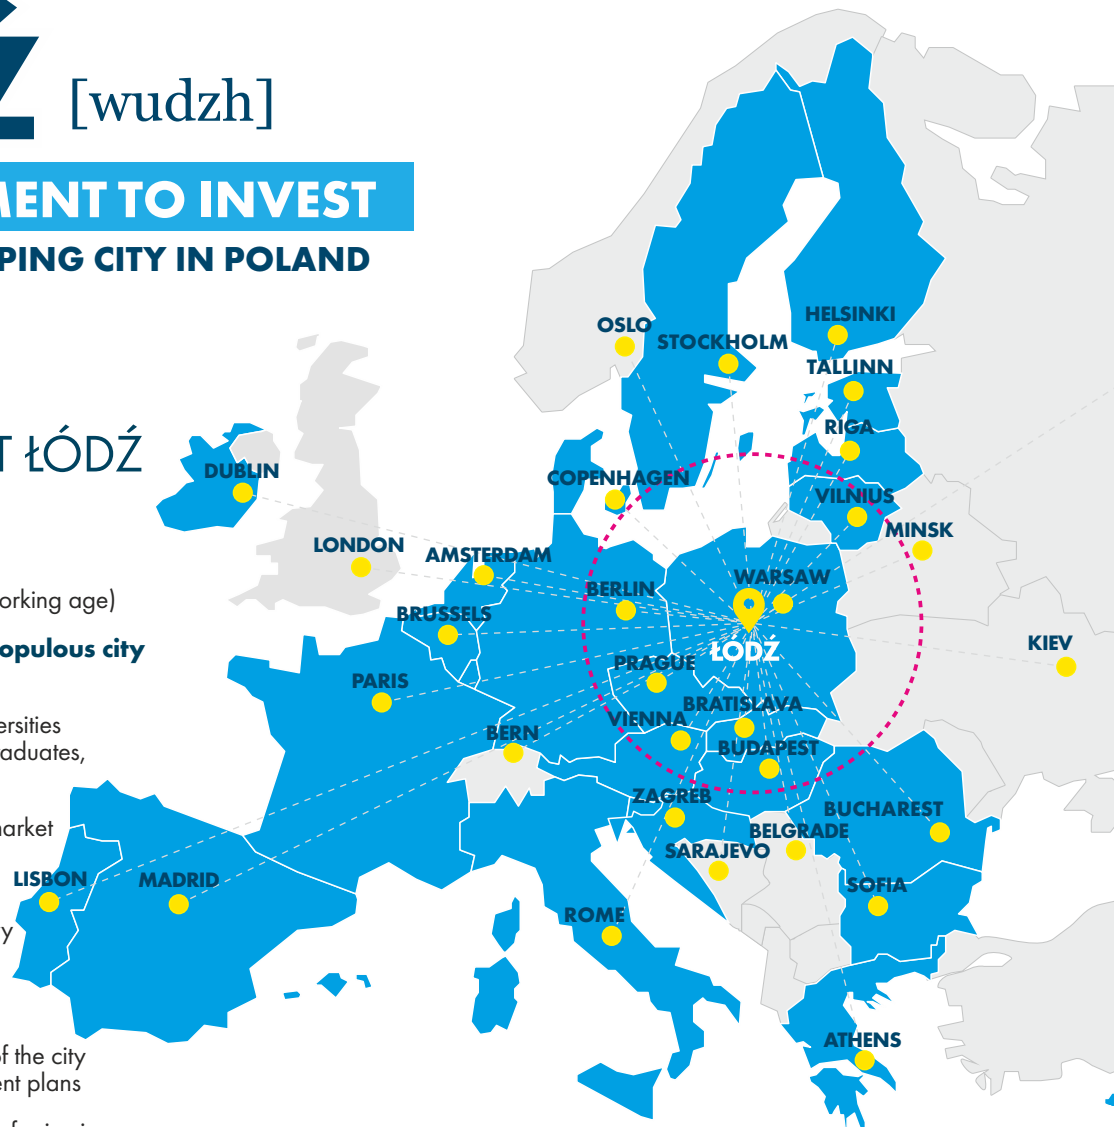 Ź [wudzh]
MENT TO INVEST
PING CITY IN POLAND
T ŁÓDŹ
orking age)
opulous city
ersities
raduates,
arket
y
of the city
ent plans
OSLO
STOCKHOLM
HELSINKI
TALLINN
RIGA
DUBLIN
COPENHAGEN
VILNIUS
MINSK
LONDON
AMSTERDAM
BERLIN
WARSAW
BRUSSELS
ŁÓDŹ
KIEV
PRAGUE
PARIS
BRATISLAVA
VIENNA
BERN
BUDAPEST
ZAGREB
BUCHAREST
BELGRADE
SARAJEVO
LISBON
MADRID
SOFIA
ROME
ATHENS